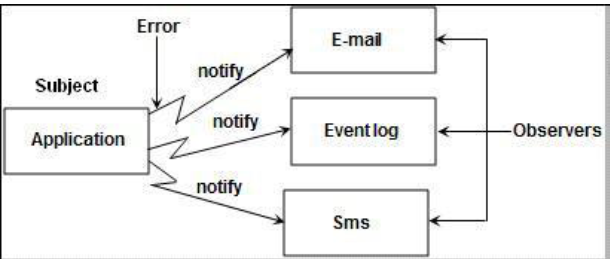 Error
E-mail
notify
Subject
Application
notify
Event log
Observers
notify
Sms